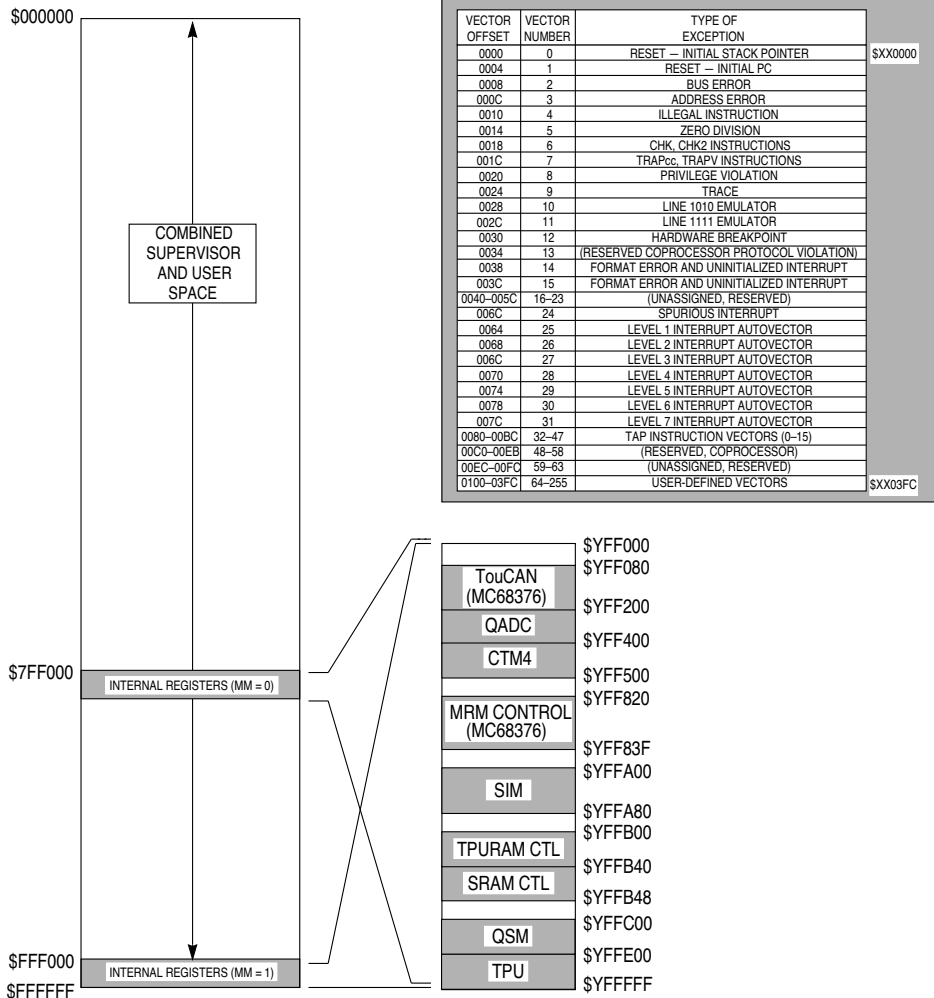 $000000
VECTOR OFFSET VECTOR NUMBER TYPE OF EXCEPTION
0000 0 RESET — INITIAL STACK POINTER $XX0000
0004 1 RESET — INITIAL PC
0008 2 BUS ERROR
000C 3 ADDRESS ERROR
0010 4 ILLEGAL INSTRUCTION
0014 5 ZERO DIVISION
0018 6 CHK, CHK2 INSTRUCTIONS
001C 7 TRAPcc, TRAPV INSTRUCTIONS
0020 8 PRIVILEGE VIOLATION
0024 9 TRACE
0028 10 LINE 1010 EMULATOR
002C 11 LINE 1111 EMULATOR
0030 12 HARDWARE BREAKPOINT
0034 13 (RESERVED COPROCESSOR PROTOCOL VIOLATION)
0038 14 FORMAT ERROR AND UNINITIALIZED INTERRUPT
003C 15 FORMAT ERROR AND UNINITIALIZED INTERRUPT
0040–005C 16–23 (UNASSIGNED, RESERVED)
006C 24 SPURIOUS INTERRUPT
0064 25 LEVEL 1 INTERRUPT AUTOVECTOR
0068 26 LEVEL 2 INTERRUPT AUTOVECTOR
006C 27 LEVEL 3 INTERRUPT AUTOVECTOR
0070 28 LEVEL 4 INTERRUPT AUTOVECTOR
0074 29 LEVEL 5 INTERRUPT AUTOVECTOR
0078 30 LEVEL 6 INTERRUPT AUTOVECTOR
007C 31 LEVEL 7 INTERRUPT AUTOVECTOR
0080–00BC 32–47 TAP INSTRUCTION VECTORS (0–15)
00C0–00EB 48–58 (RESERVED, COPROCESSOR)
00EC–00FC 59–63 (UNASSIGNED, RESERVED)
0100–03FC 64–255 USER-DEFINED VECTORS $XX03FC
COMBINED
SUPERVISOR
AND USER
SPACE
$7FF000
INTERNAL REGISTERS (MM = 0)
$FFF000
INTERNAL REGISTERS (MM = 1)
$FFFFFF
$YFF000
$YFF080
TouCAN
(MC68376)
$YFF200
QADC
$YFF400
CTM4
$YFF500
$YFF820
MRM CONTROL
(MC68376)
$YFF83F
$YFFA00
SIM
$YFFA80
$YFFB00
TPURAM CTL
$YFFB40
SRAM CTL
$YFFB48
$YFFC00
QSM
$YFFE00
TPU
$YFFFFF